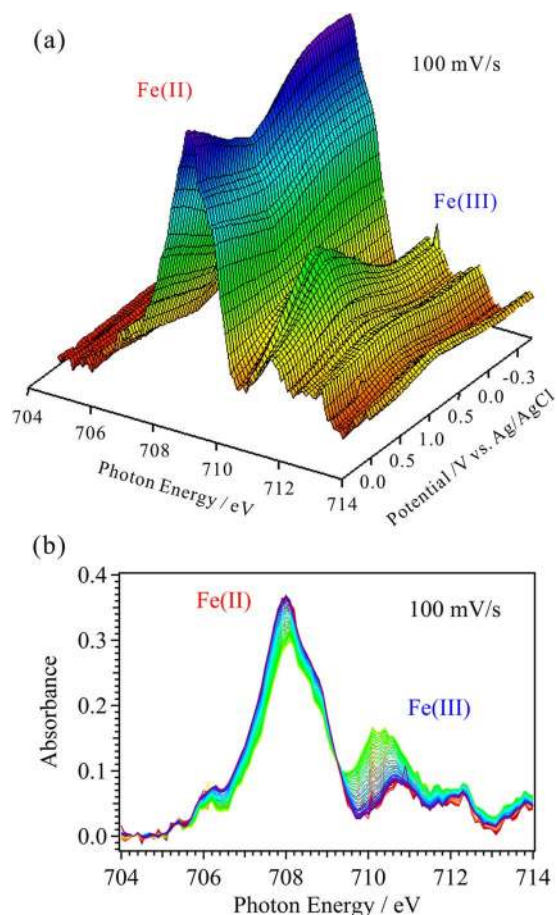 (a)
100 mV/s
Fe(II)
Fe(III)
704
706
708
710
712
714
Photon Energy / eV
0.0
0.5
1.0
0.5
0.0
-0.3
Potential /V vs. Ag/AgCl
(b)
0.4
0.3
0.2
0.1
0.0
Absorbance
Fe(II)
100 mV/s
Fe(III)
704 706 708 710 712 714
Photon Energy / eV